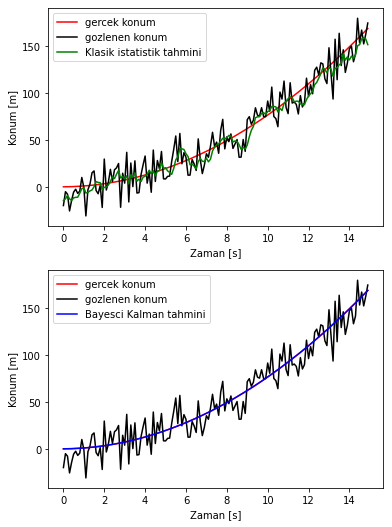 gercek konum
gozlenen konum
Klasik istatistik tahmini
150
100
50
0
Konum [m]
0 2 4 6 8 10 12 14
Zaman [s]
gercek konum
gozlenen konum
Bayesci Kalman tahmini
150
100
50
0
Konum [m]
0 2 4 6 8 10 12 14
Zaman [s]